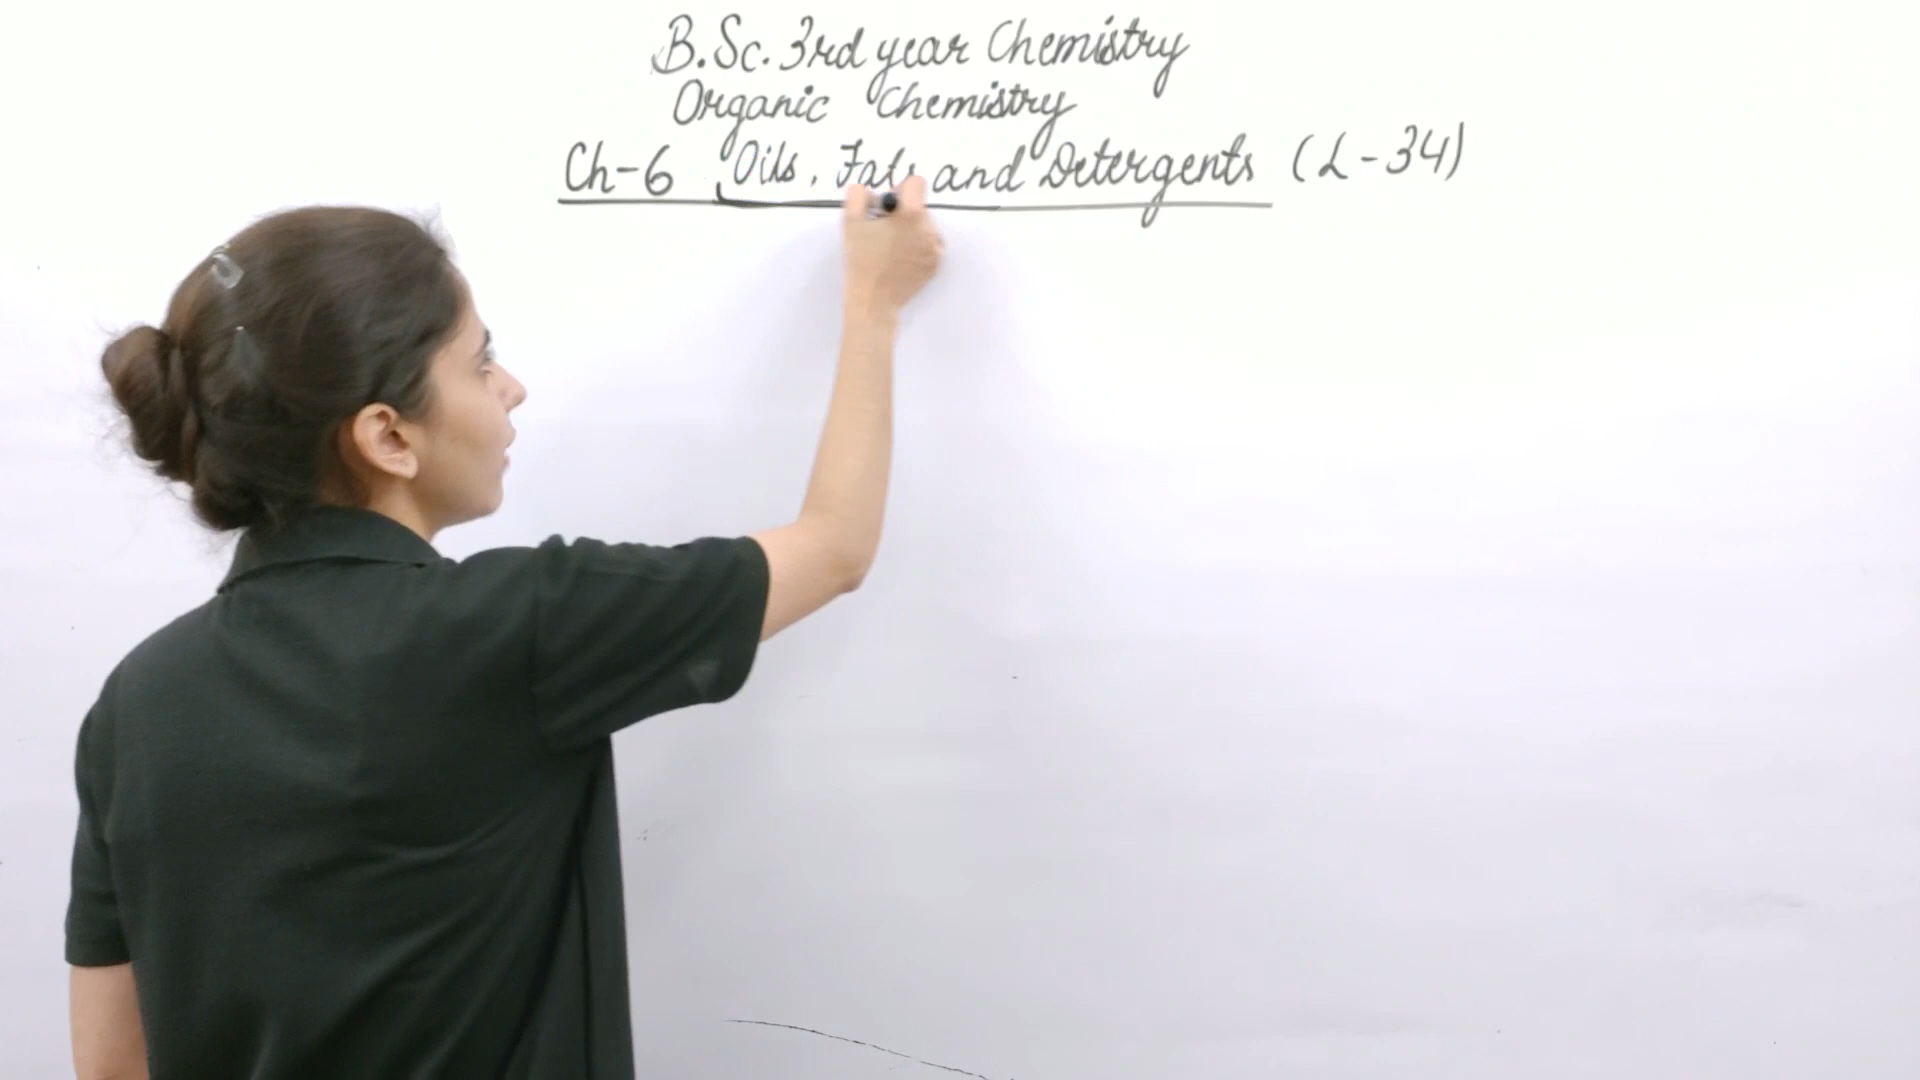 B.Sc. 3rd year Chemistry
Organic Chemistry
Ch-6 Oils, Fats and Detergents (L-34)